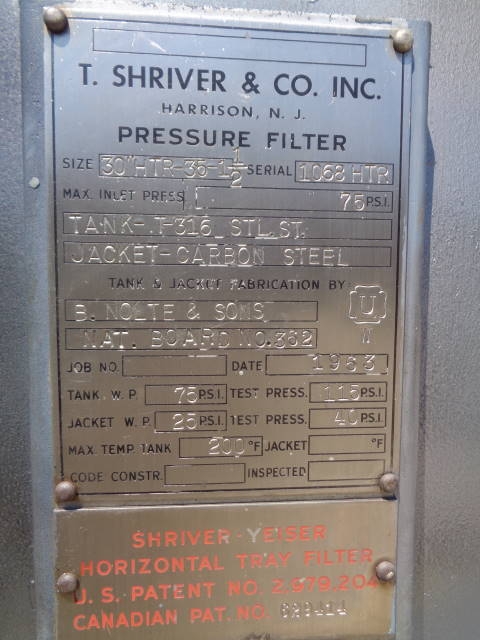 T. SHRIVER & CO. INC.
HARRISON, N. J.
PRESSURE FILTER
SIZE 30"HTR-35-1 1/2 SERIAL 1068 HTR
MAX. INLET PRESS. 75 P.S.I.
TANK-T-316 STL.ST.
JACKET-CARBON STEEL
TANK & JACKET FABRICATION BY U
B. NOLTE & SONS
NAT. BOARD NO. 362 W
JOB NO. DATE 1963
TANK W. P. 75 P.S.I. TEST PRESS. 115 P.S.I.
JACKET W. P. 25 P.S.I. TEST PRESS. 40 P.S.I.
MAX. TEMP. TANK 200 °F JACKET °F
CODE CONSTR. INSPECTED
SHRIVER-YEISER
HORIZONTAL TRAY FILTER
U. S. PATENT NO. 2,979,204
CANADIAN PAT. NO. 629414